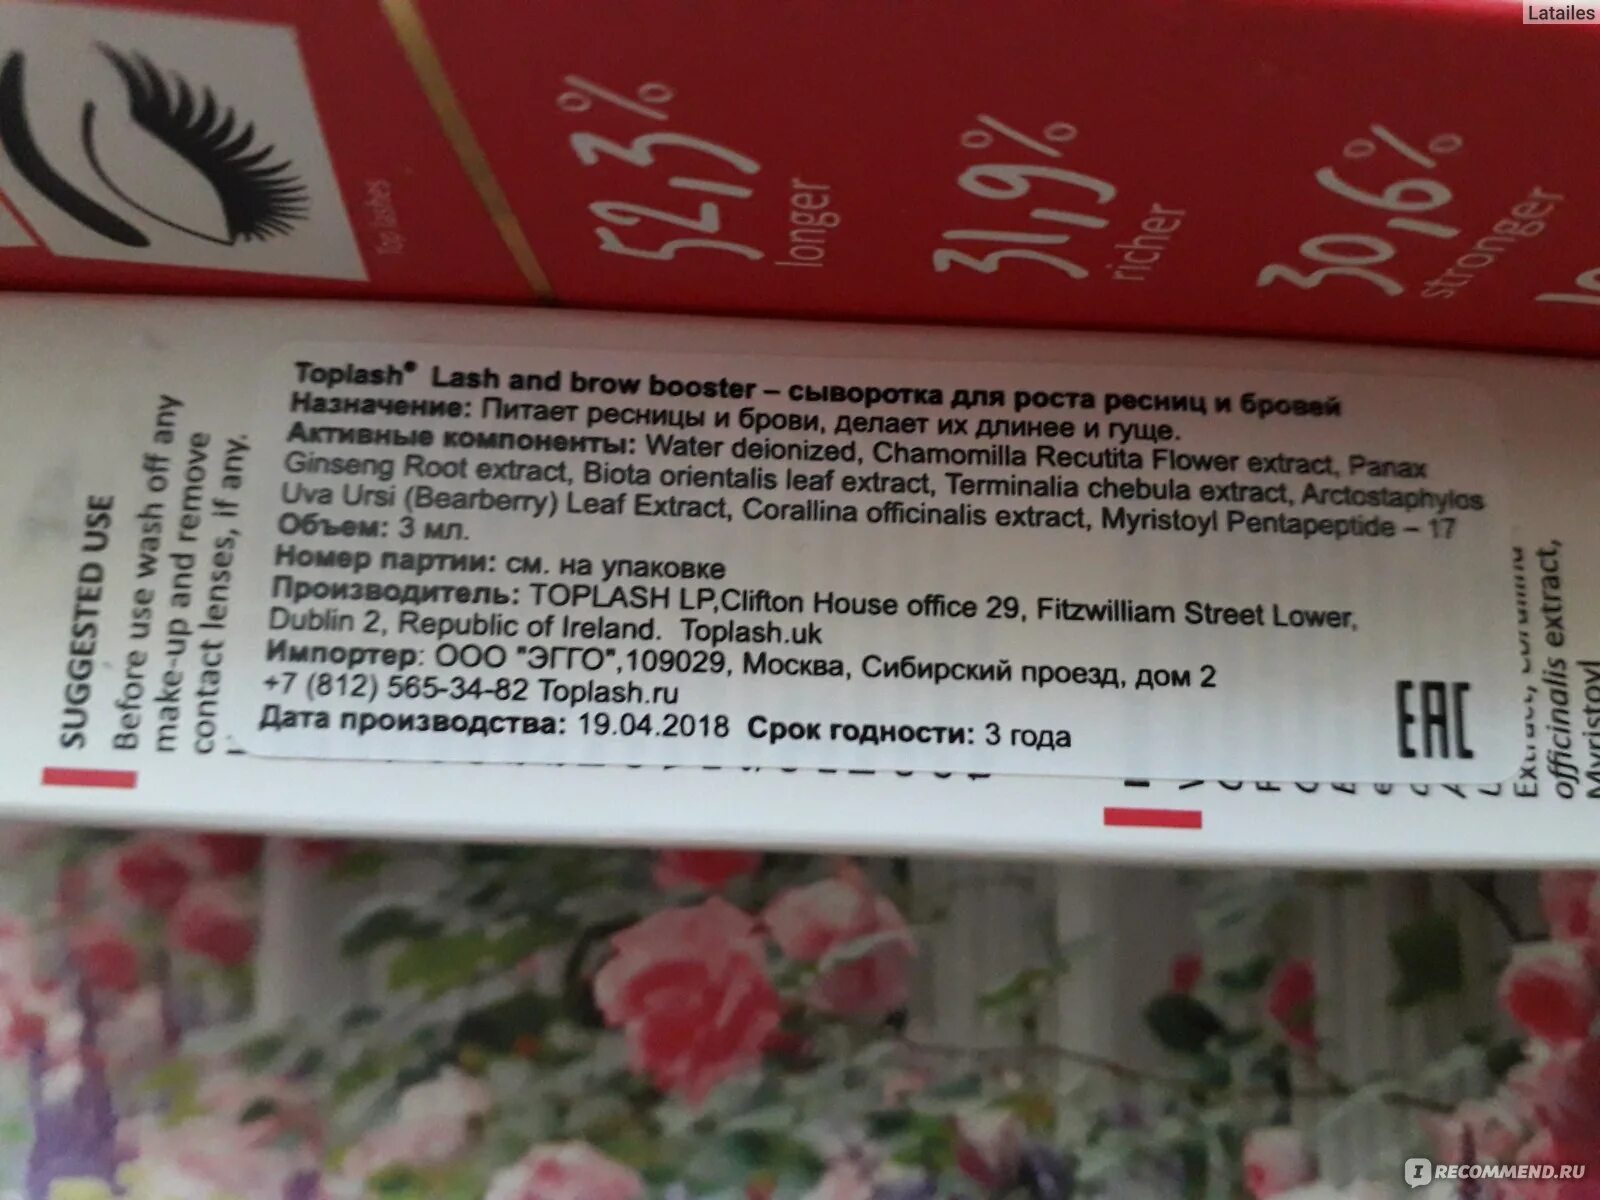 Latailes
Top lashes
52,3%
longer
31,9%
richer
30,6%
stronger
SUGGESTED USE
Before use wash off any
make-up and remove
contact lenses, if any.
Toplash® Lash and brow booster – сыворотка для роста ресниц и бровей
Назначение: Питает ресницы и брови, делает их длинее и гуще.
Активные компоненты: Water deionized, Chamomilla Recutita Flower extract, Panax
Ginseng Root extract, Biota orientalis leaf extract, Terminalia chebula extract, Arctostaphylos
Uva Ursi (Bearberry) Leaf Extract, Corallina officinalis extract, Myristoyl Pentapeptide – 17
Объем: 3 мл.
Номер партии: см. на упаковке
Производитель: TOPLASH LP,Clifton House office 29, Fitzwilliam Street Lower,
Dublin 2, Republic of Ireland. Toplash.uk
Импортер: ООО "ЭГГО",109029, Москва, Сибирский проезд, дом 2
+7 (812) 565-34-82 Toplash.ru
Дата производства: 19.04.2018 Срок годности: 3 года
EAC
officinalis extract,
Myristoyl
IRECOMMEND.RU